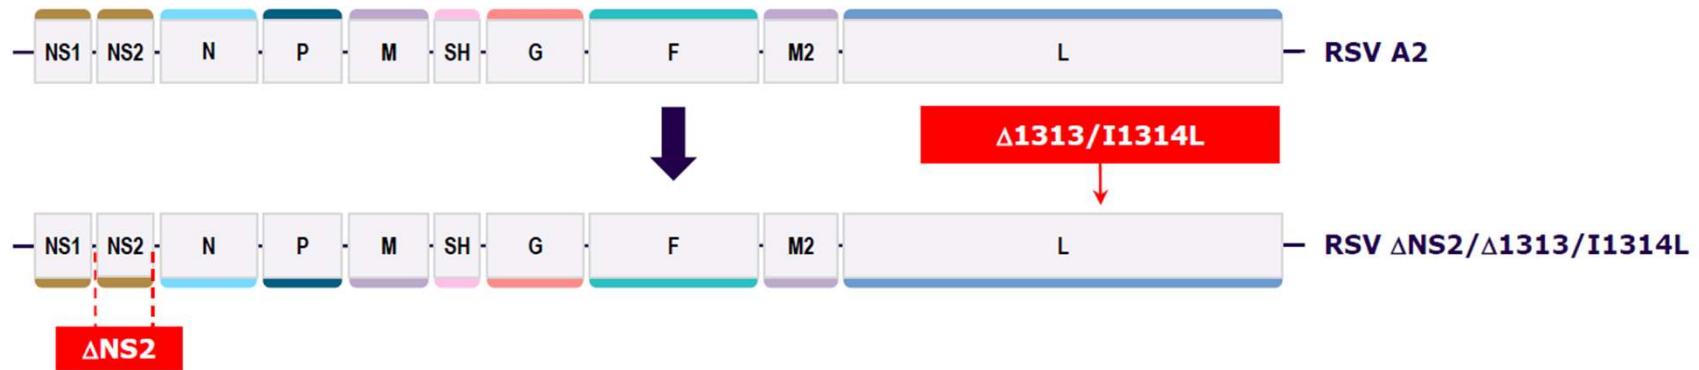 NS1 NS2 N P M SH G F M2 L RSV A2
Δ1313/I1314L
NS1 NS2 N P M SH G F M2 L RSV ΔNS2/Δ1313/I1314L
ΔNS2